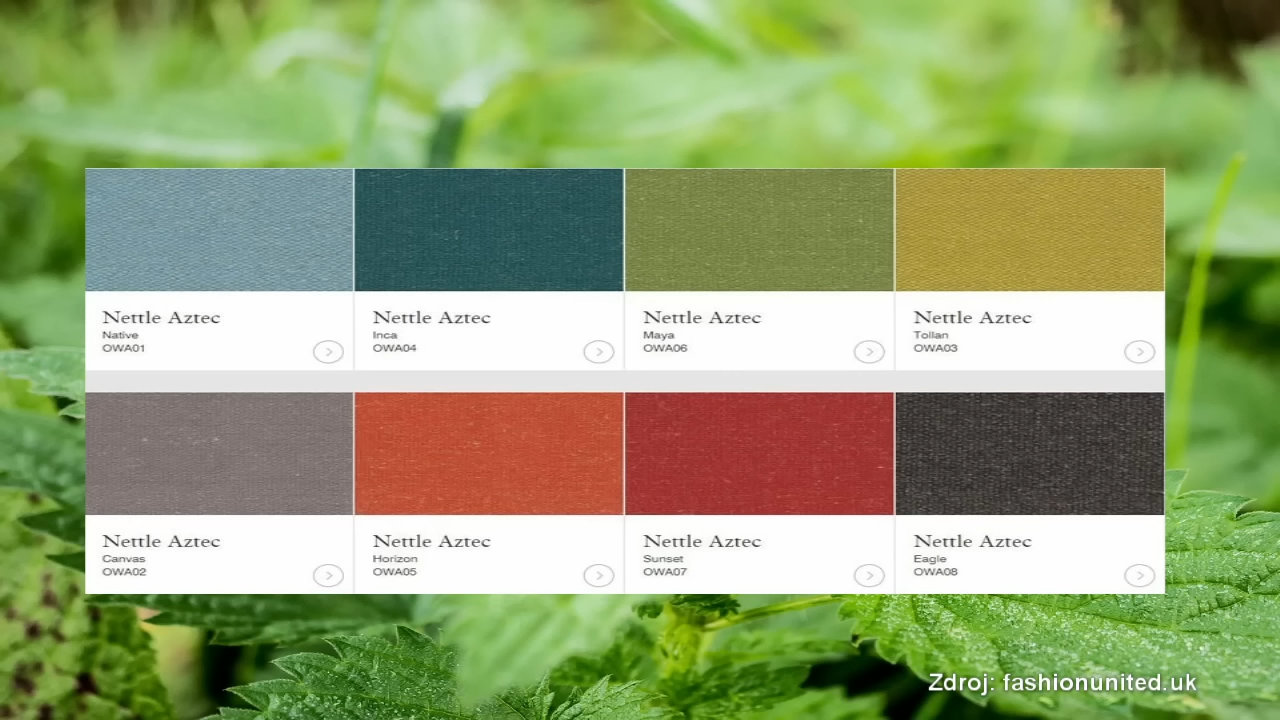 Nettle Aztec
Native
OWA01
Nettle Aztec
Inca
OWA04
Nettle Aztec
Maya
OWA06
Nettle Aztec
Tollan
OWA03
Nettle Aztec
Canvas
OWA02
Nettle Aztec
Horizon
OWA05
Nettle Aztec
Sunset
OWA07
Nettle Aztec
Eagle
OWA08
Zdroj: fashionunited.uk